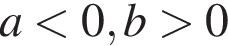 a < 0, b > 0